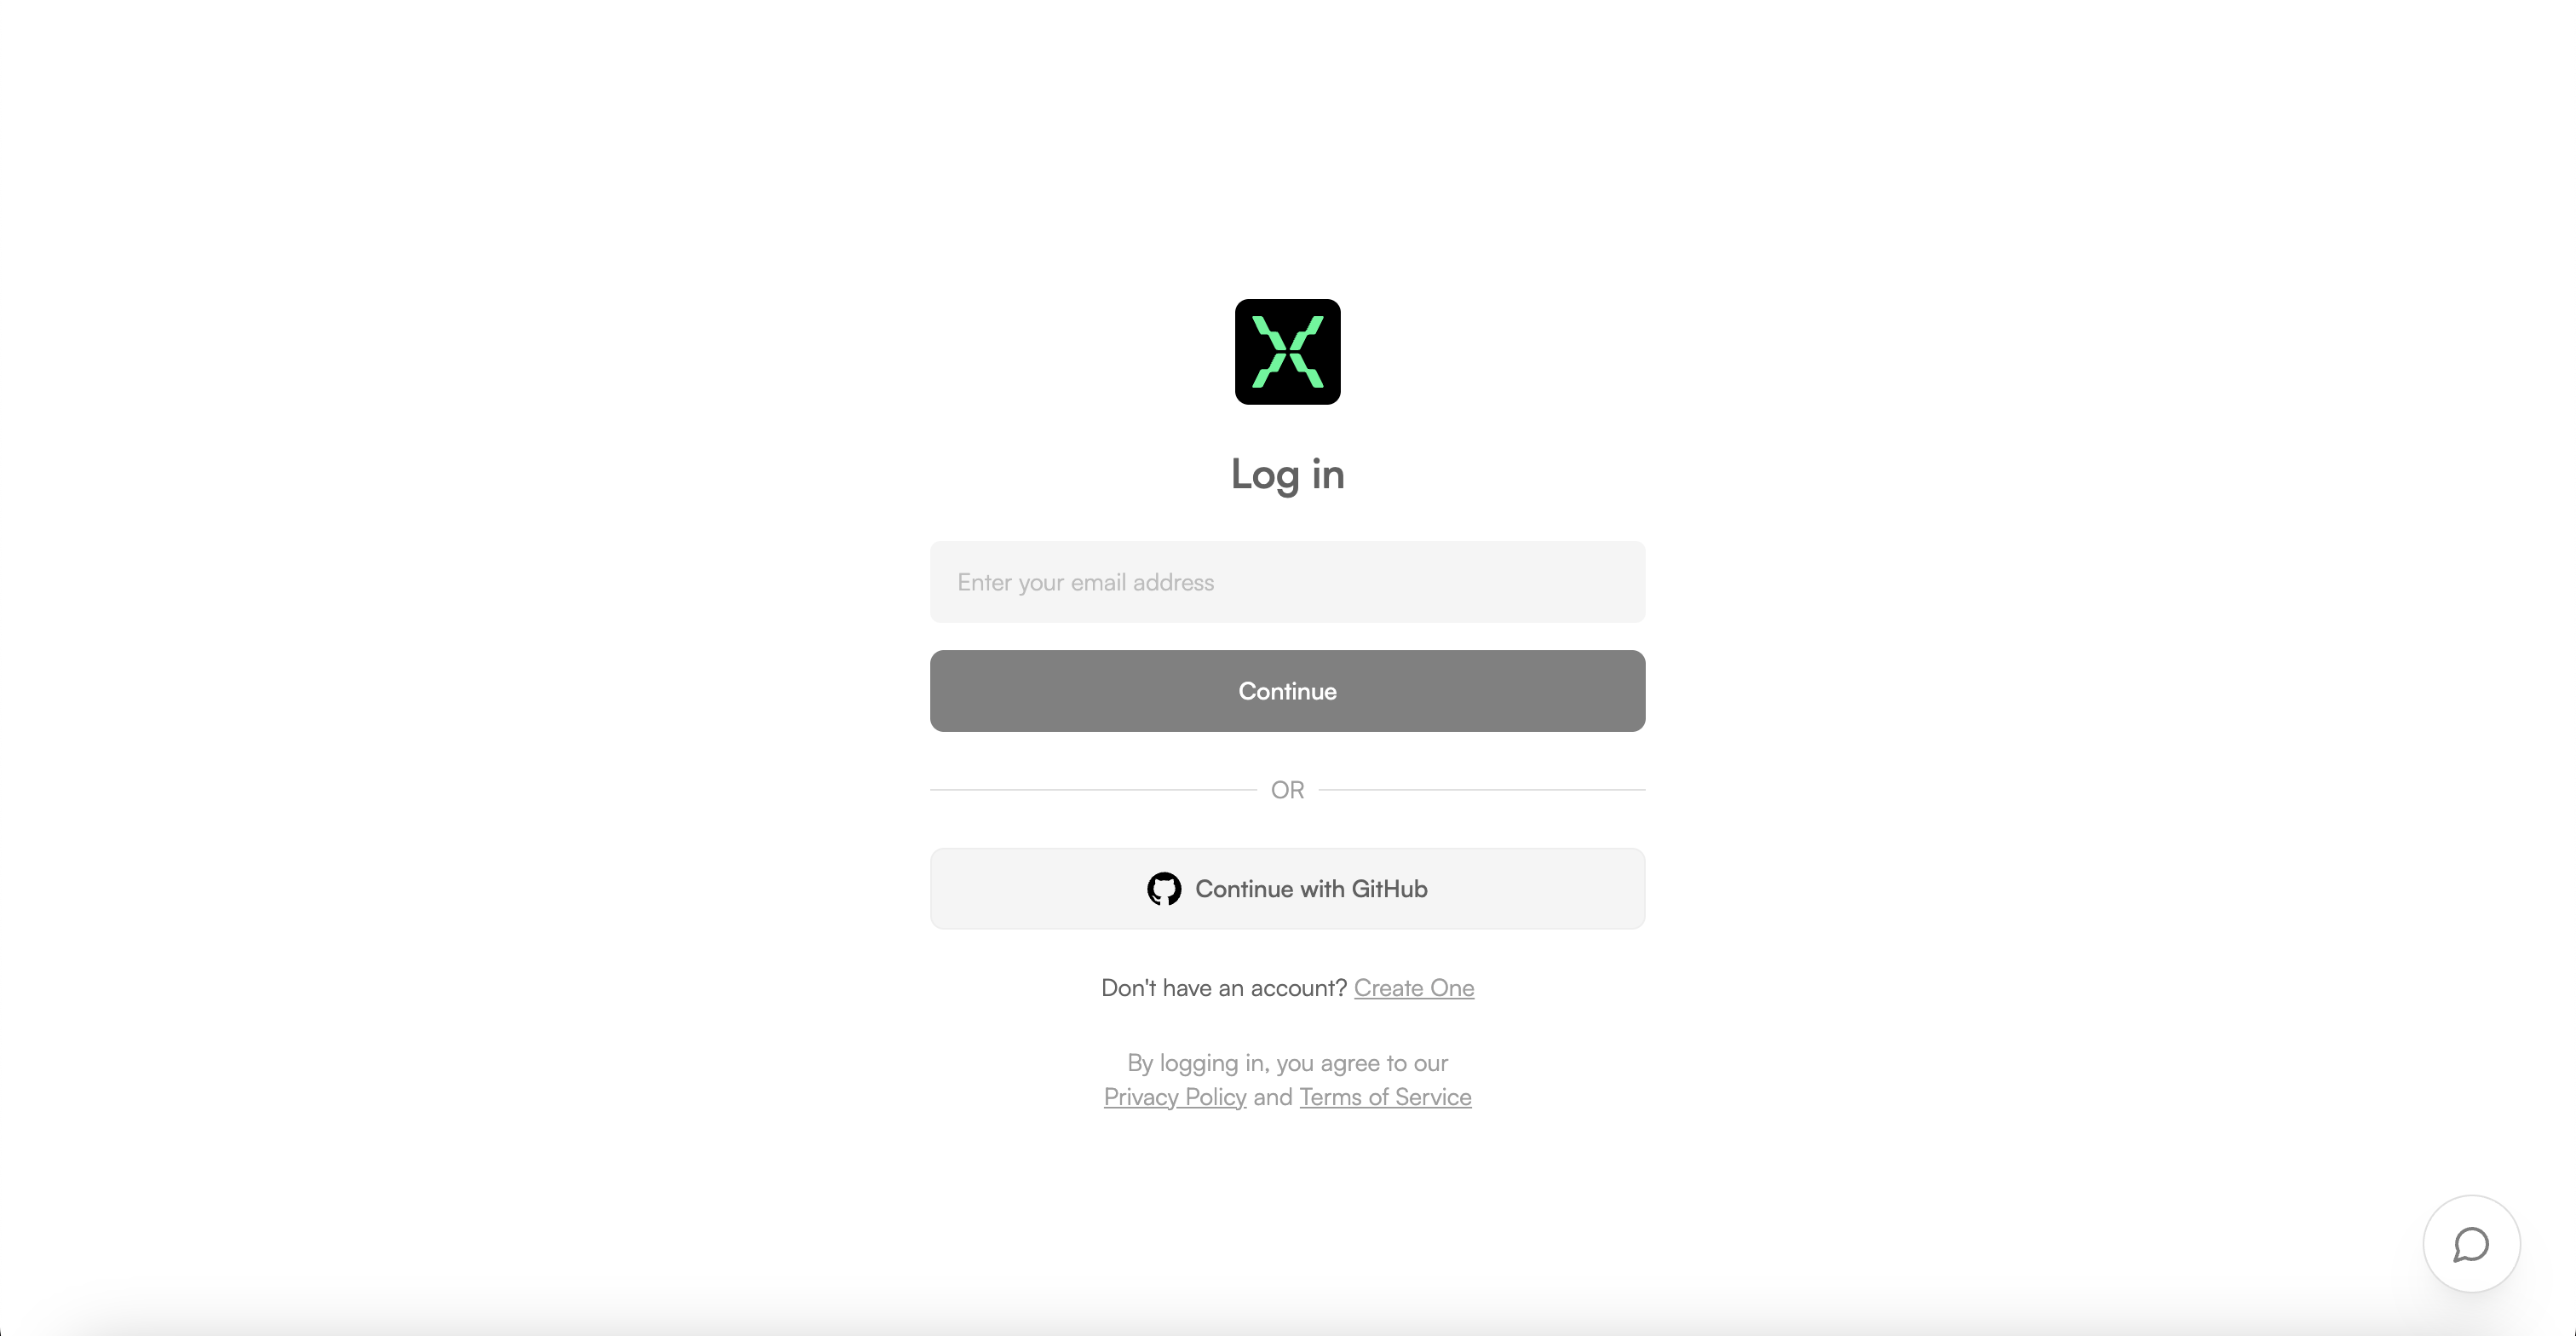 Log in
Enter your email address
Continue
OR
Continue with GitHub
Don't have an account? Create One
By logging in, you agree to our
Privacy Policy and Terms of Service